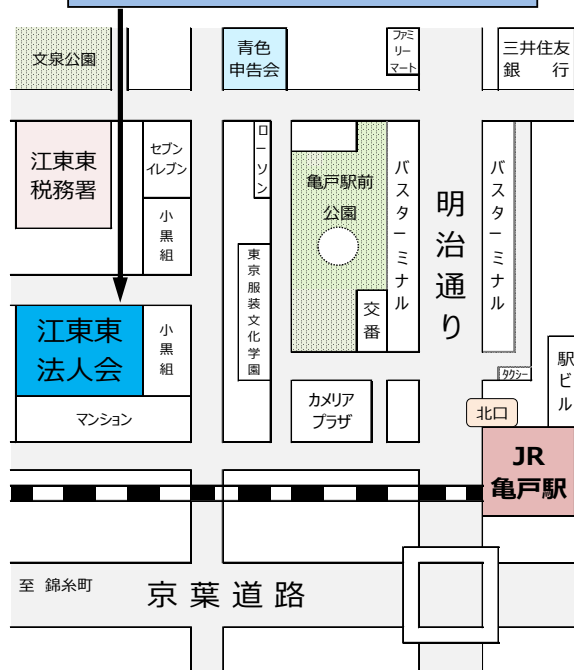 文泉公園
青色
申告会
ファミ
リー
マート
三井住友
銀 行
江東東
税務署
セブン
イレブン
小黒組
ローソン
亀戸駅前
公園
バスターミナル
明治通り
バスターミナル
東京服装文化学園
交番
江東東
法人会
小黒組
マンション
カメリア
プラザ
タクシー
駅ビル
北口
JR
亀戸駅
至 錦糸町
京葉道路